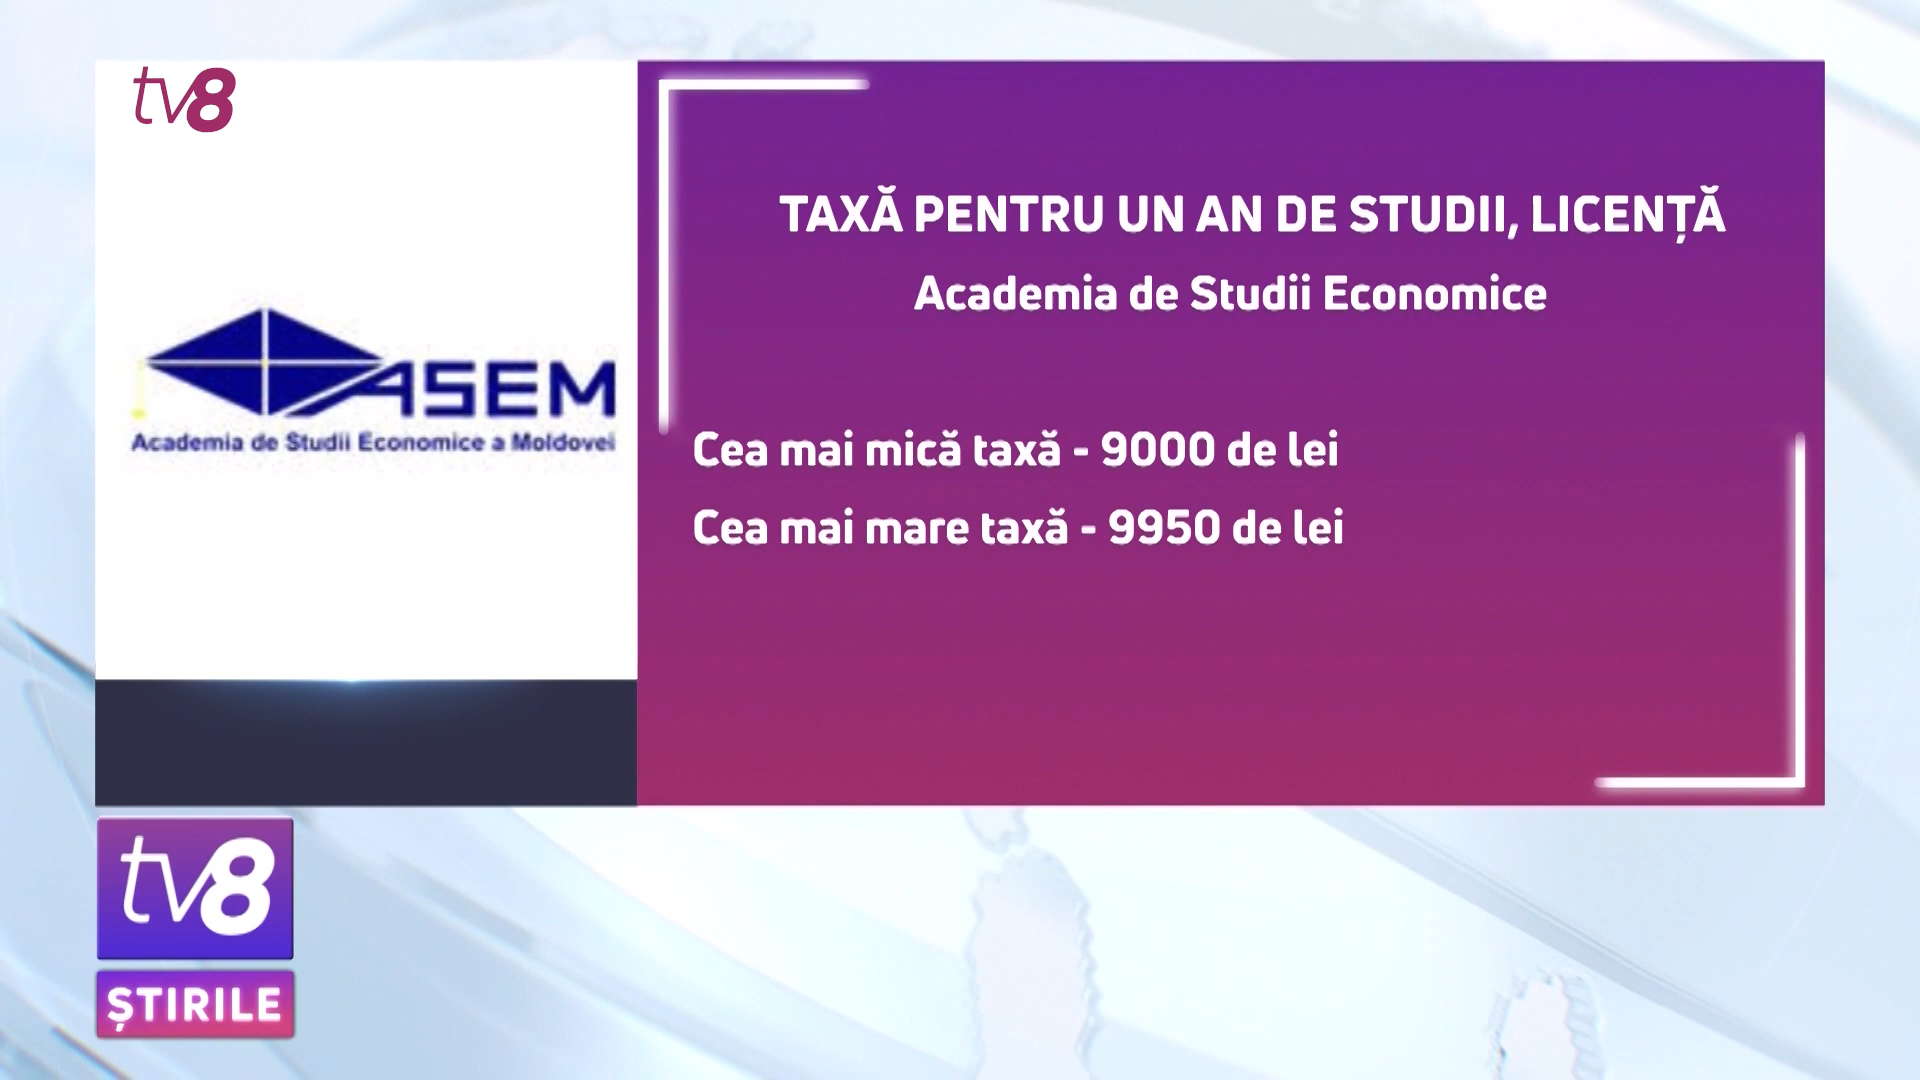 tv8
ASEM
Academia de Studii Economice a Moldovei
TAXĂ PENTRU UN AN DE STUDII, LICENȚĂ
Academia de Studii Economice
Cea mai mică taxă - 9000 de lei
Cea mai mare taxă - 9950 de lei
tv8
ȘTIRILE